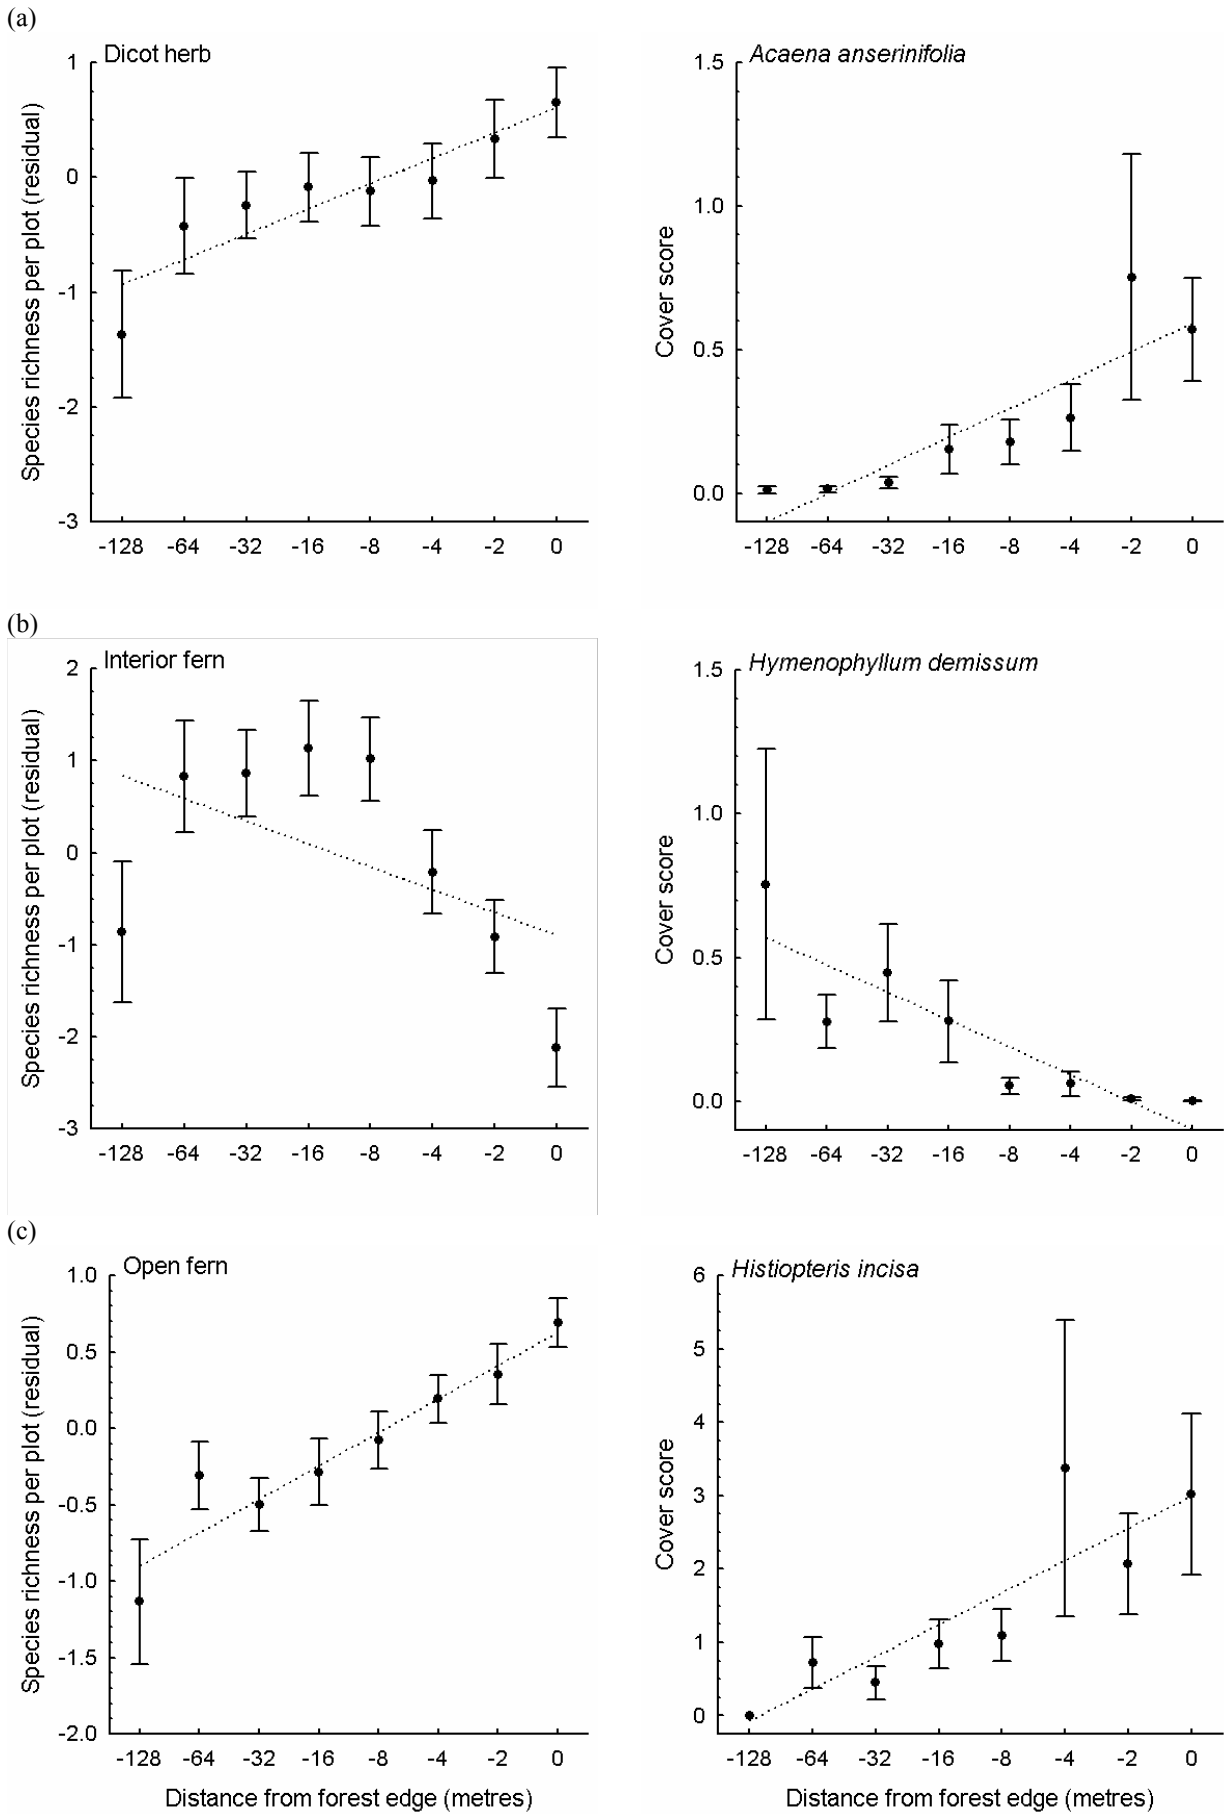 (a)
Dicot herb
Species richness per plot (residual)
1
0
-1
-2
-3
-128 -64 -32 -16 -8 -4 -2 0
Acaena anserinifolia
Cover score
1.5
1.0
0.5
0.0
-128 -64 -32 -16 -8 -4 -2 0
(b)
Interior fern
Species richness per plot (residual)
2
1
0
-1
-2
-3
-128 -64 -32 -16 -8 -4 -2 0
Hymenophyllum demissum
Cover score
1.5
1.0
0.5
0.0
-128 -64 -32 -16 -8 -4 -2 0
(c)
Open fern
Species richness per plot (residual)
1.0
0.5
0.0
-0.5
-1.0
-1.5
-2.0
-128 -64 -32 -16 -8 -4 -2 0
Distance from forest edge (metres)
Histiopteris incisa
Cover score
6
5
4
3
2
1
0
-128 -64 -32 -16 -8 -4 -2 0
Distance from forest edge (metres)